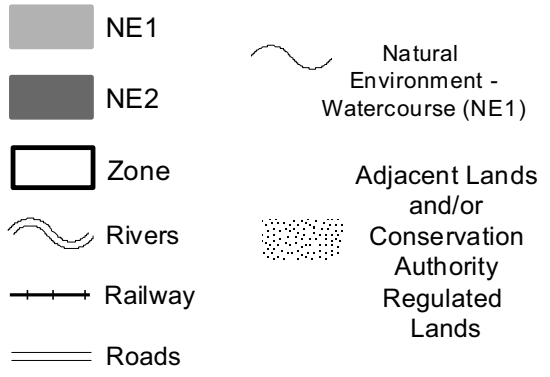 NE1
NE2
Zone
Rivers
Railway
Roads
Natural
Environment -
Watercourse (NE1)
Adjacent Lands
and/or
Conservation
Authority
Regulated
Lands